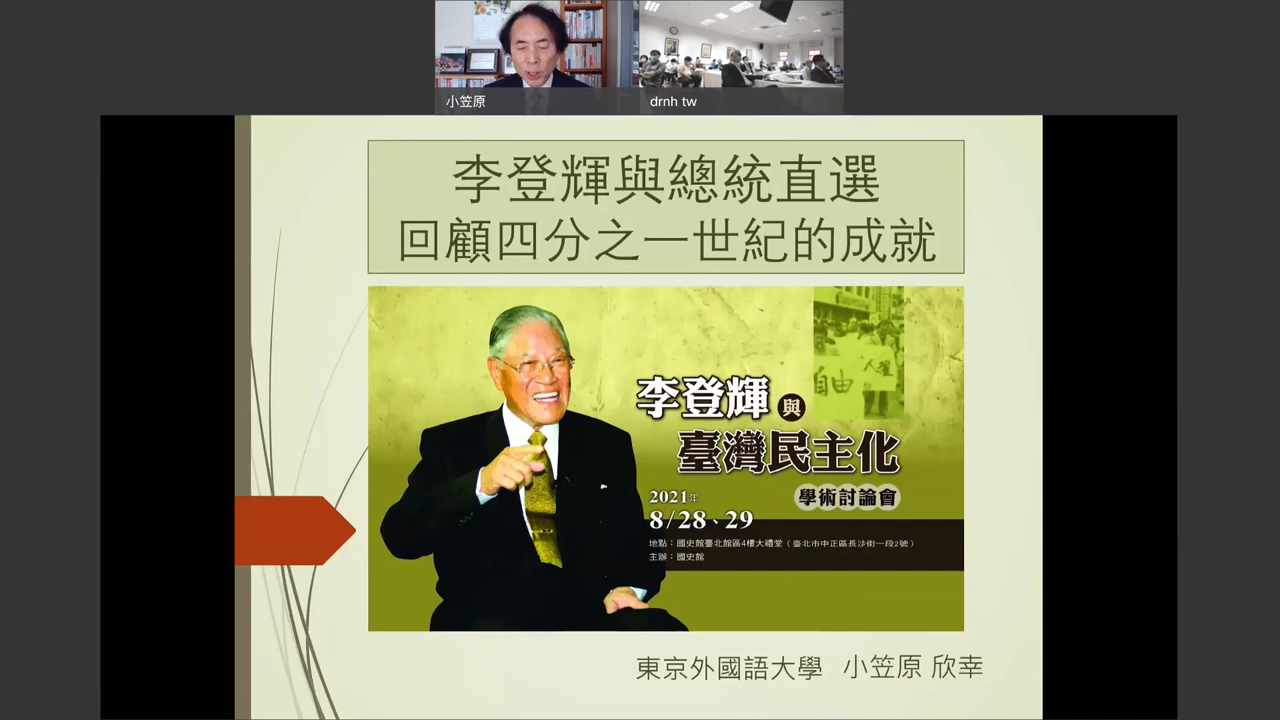 小笠原
drnh tw
李登輝與總統直選
回顧四分之一世紀的成就
自由
人權
李登輝與
臺灣民主化
學術討論會
2021年
8/28、29
地點:國史館臺北館區4樓大禮堂(臺北市中正區長沙街一段2號)
主辦:國史館
東京外國語大學 小笠原 欣幸